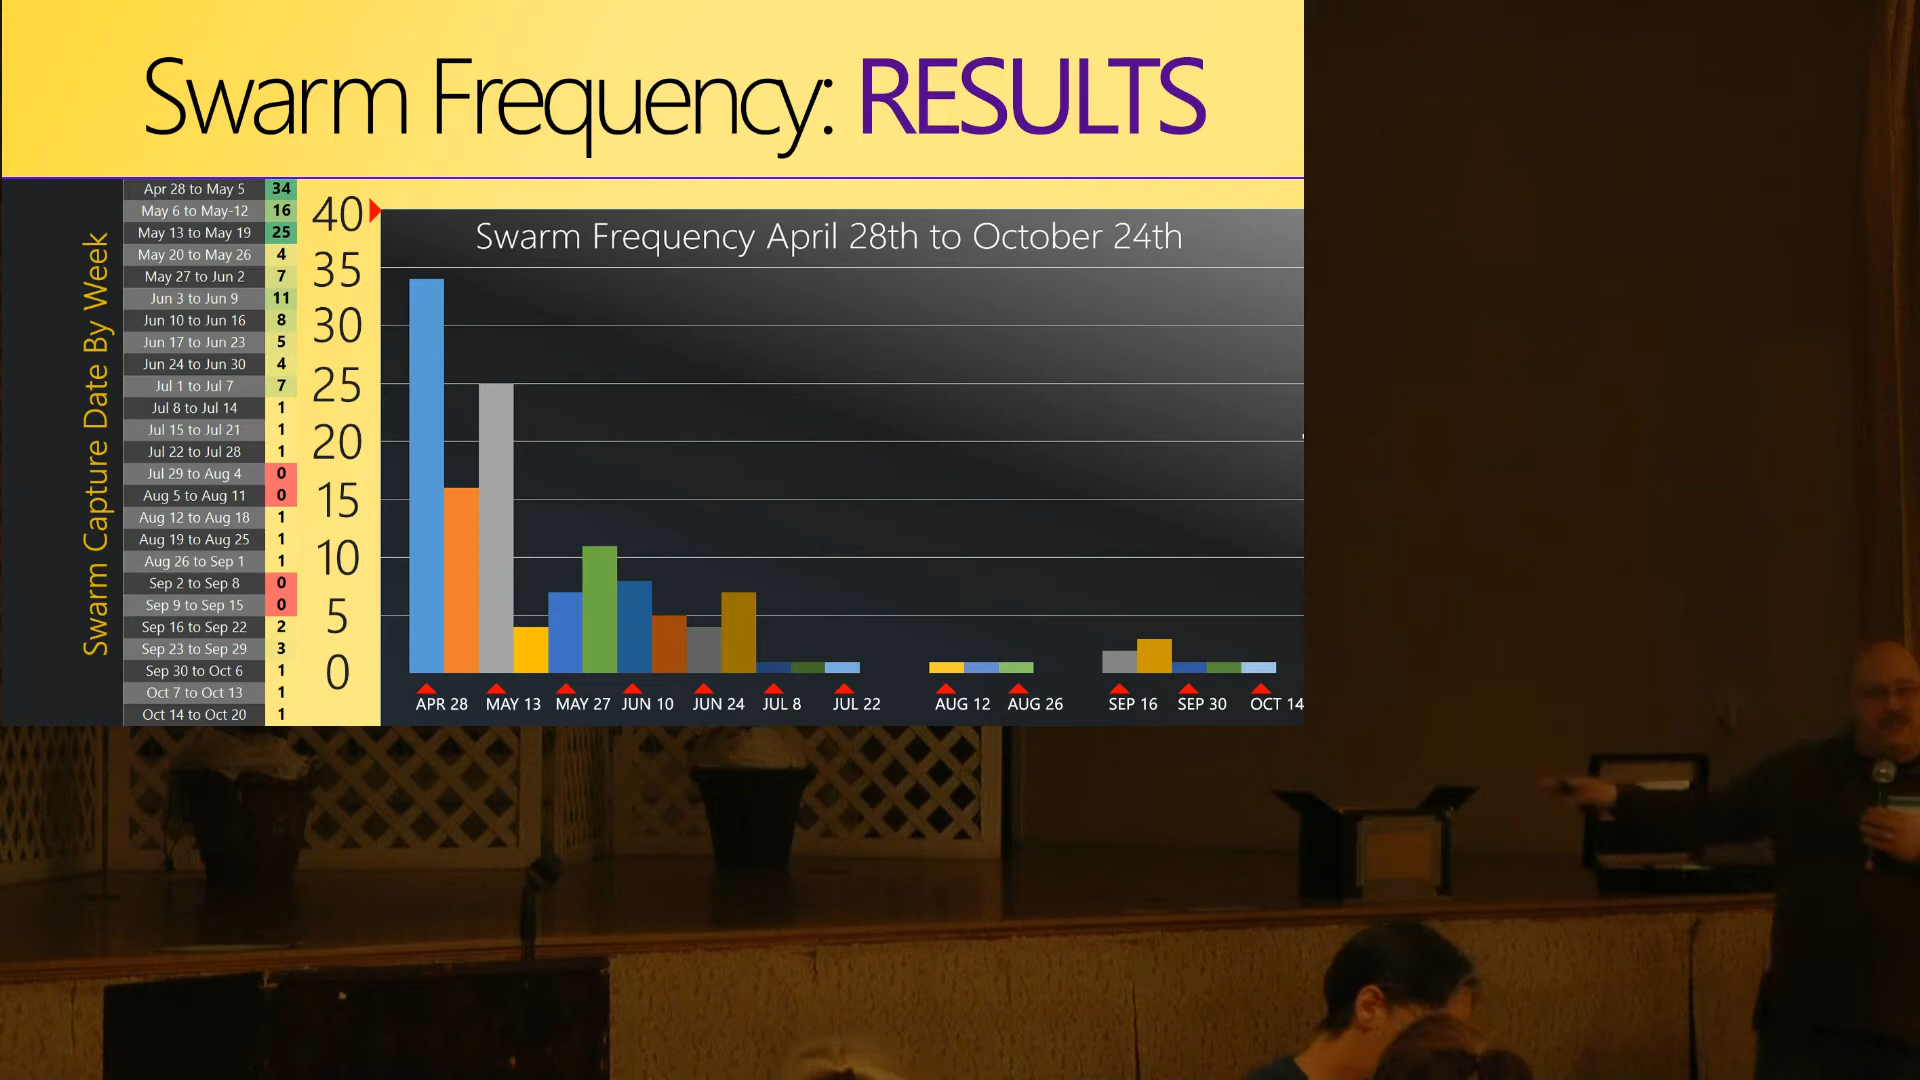 Swarm Frequency: RESULTS
Swarm Capture Date By Week
Apr 28 to May 5 34
May 6 to May-12 16
May 13 to May 19 25
May 20 to May 26 4
May 27 to Jun 2 7
Jun 3 to Jun 9 11
Jun 10 to Jun 16 8
Jun 17 to Jun 23 5
Jun 24 to Jun 30 4
Jul 1 to Jul 7 7
Jul 8 to Jul 14 1
Jul 15 to Jul 21 1
Jul 22 to Jul 28 1
Jul 29 to Aug 4 0
Aug 5 to Aug 11 0
Aug 12 to Aug 18 1
Aug 19 to Aug 25 1
Aug 26 to Sep 1 1
Sep 2 to Sep 8 0
Sep 9 to Sep 15 0
Sep 16 to Sep 22 2
Sep 23 to Sep 29 3
Sep 30 to Oct 6 1
Oct 7 to Oct 13 1
Oct 14 to Oct 20 1
Swarm Frequency April 28th to October 24th
40
35
30
25
20
15
10
5
0
APR 28 MAY 13 MAY 27 JUN 10 JUN 24 JUL 8 JUL 22 AUG 12 AUG 26 SEP 16 SEP 30 OCT 14